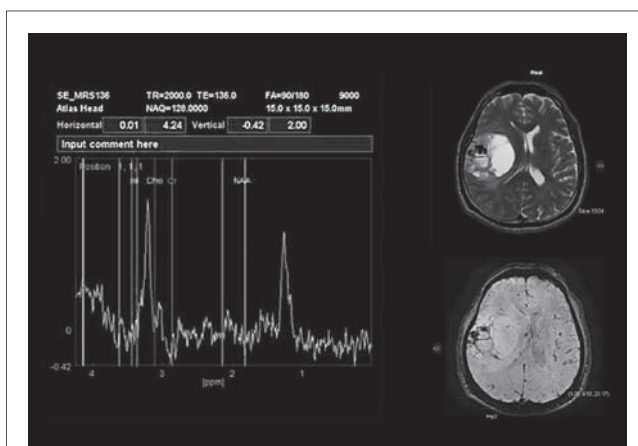 SE_MRS136 TR=2000.0 TE=136.0 FA=90/180 9000
Atlas Head NAQ=128.0000 15.0 x 15.0 x 15.0mm
Horizontal 0.01 4.24 Vertical -0.42 2.00
Input comment here
2.00
Position 1, 1, 1
mI Cho Cr NAA
0
-0.42
4 3 2 1
[ppm]